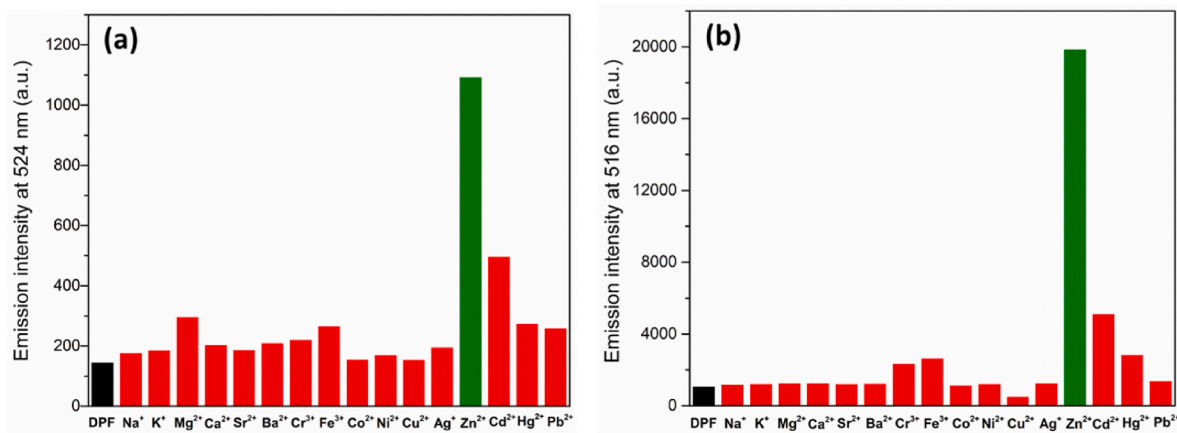 (a)
Emission intensity at 524 nm (a.u.)
1200
1000
800
600
400
200
0
DPF Na⁺ K⁺ Mg²⁺ Ca²⁺ Sr²⁺ Ba²⁺ Cr³⁺ Fe³⁺ Co²⁺ Ni²⁺ Cu²⁺ Ag⁺ Zn²⁺ Cd²⁺ Hg²⁺ Pb²⁺
(b)
Emission intensity at 516 nm (a.u.)
20000
16000
12000
8000
4000
0
DPF Na⁺ K⁺ Mg²⁺ Ca²⁺ Sr²⁺ Ba²⁺ Cr³⁺ Fe³⁺ Co²⁺ Ni²⁺ Cu²⁺ Ag⁺ Zn²⁺ Cd²⁺ Hg²⁺ Pb²⁺